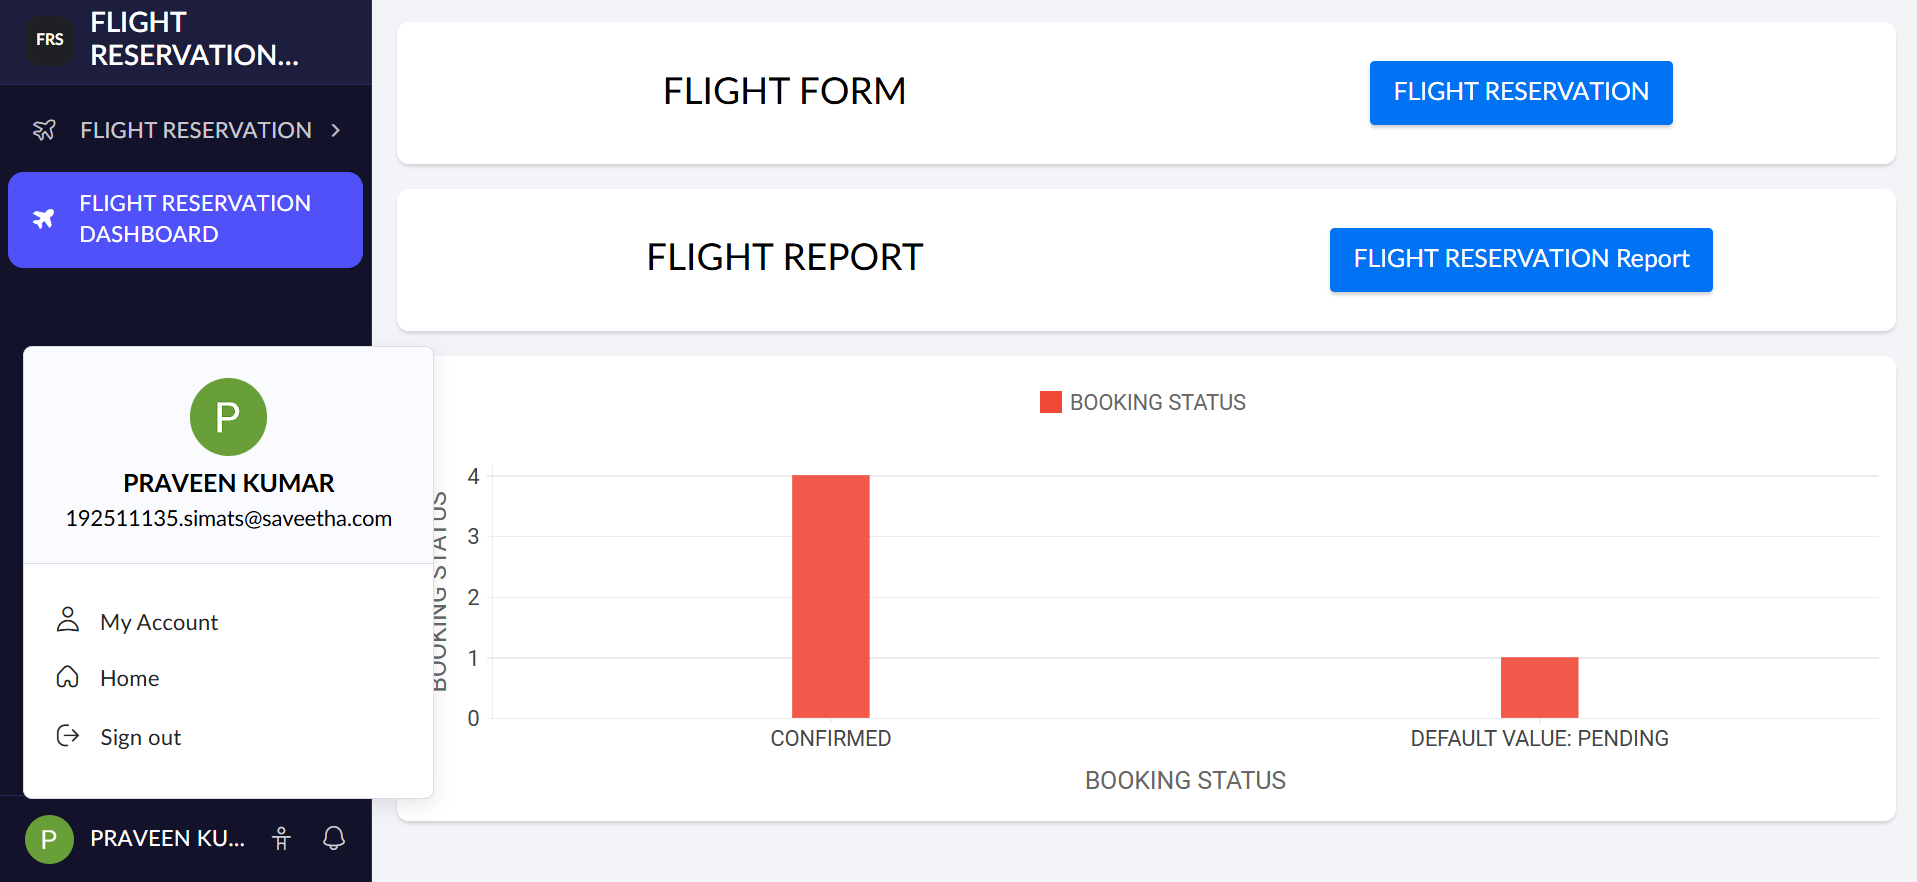 FRS
FLIGHT
RESERVATION...
FLIGHT RESERVATION
FLIGHT RESERVATION
DASHBOARD
P
PRAVEEN KUMAR
192511135.simats@saveetha.com
My Account
Home
Sign out
P
PRAVEEN KU...
FLIGHT FORM
FLIGHT RESERVATION
FLIGHT REPORT
FLIGHT RESERVATION Report
BOOKING STATUS
BOOKING STATUS
4
3
2
1
0
CONFIRMED
DEFAULT VALUE: PENDING
BOOKING STATUS